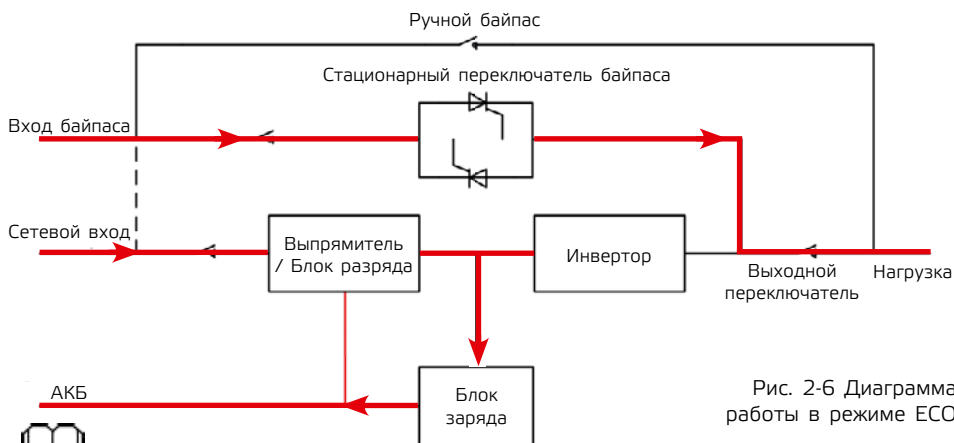 Ручной байпас
Стационарный переключатель байпаса
Вход байпаса
Сетевой вход
Выпрямитель
/ Блок разряда
Инвертор
Выходной
переключатель
Нагрузка
АКБ
Блок
заряда
Рис. 2-6 Диаграмма
работы в режиме ECO